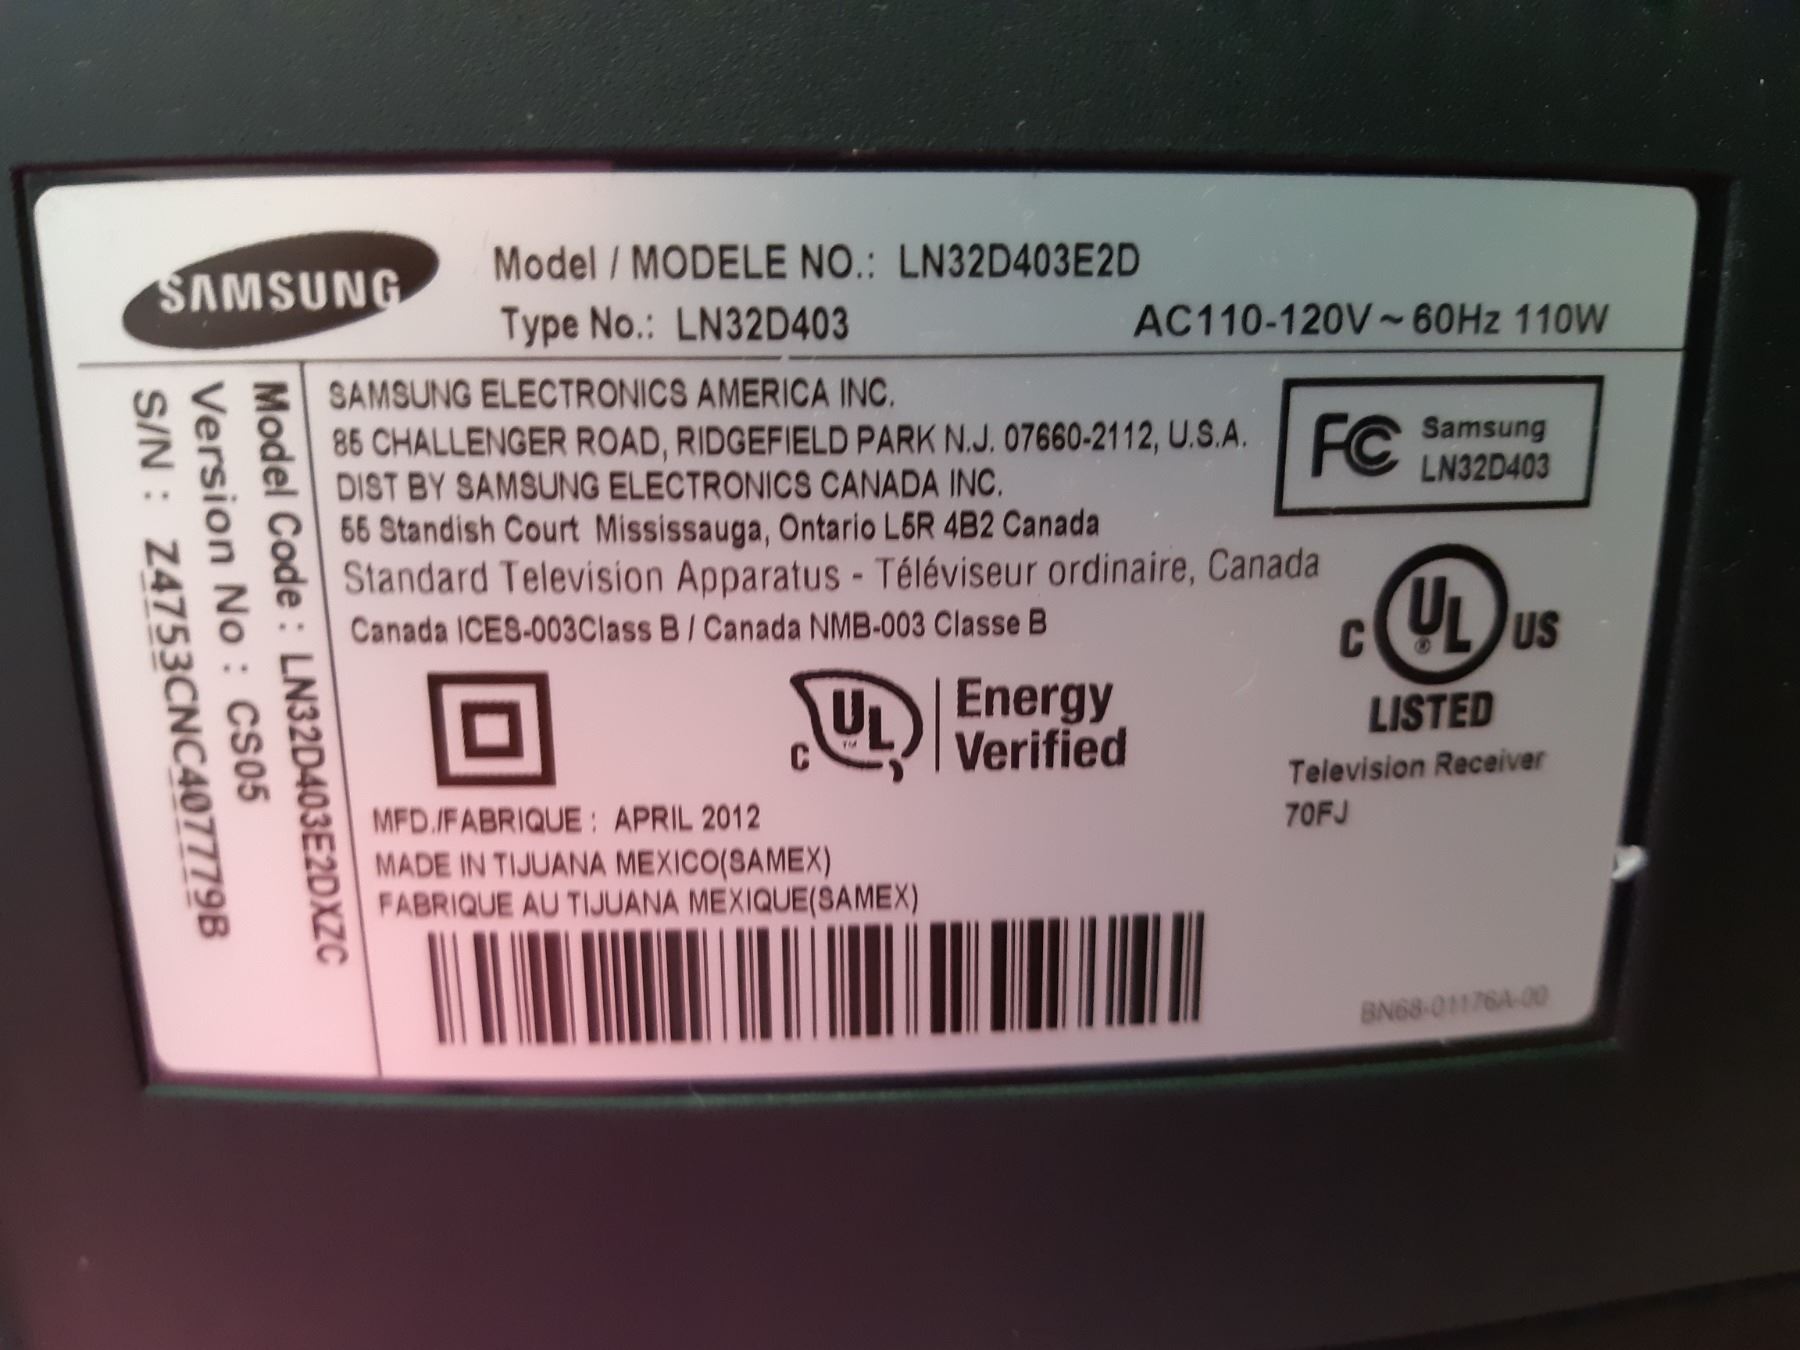 SAMSUNG
Model / MODELE NO.: LN32D403E2D
Type No.: LN32D403
AC110-120V ~ 60Hz 110W
Model Code : LN32D403E2DXZC
Version No : CS05
S/N : Z4753CNC407779B
SAMSUNG ELECTRONICS AMERICA INC.
85 CHALLENGER ROAD, RIDGEFIELD PARK N.J. 07660-2112, U.S.A.
DIST BY SAMSUNG ELECTRONICS CANADA INC.
55 Standish Court Mississauga, Ontario L5R 4B2 Canada
Standard Television Apparatus - Téléviseur ordinaire, Canada
Canada ICES-003Class B / Canada NMB-003 Classe B
FC Samsung
LN32D403
C UL® US
LISTED
Television Receiver
70FJ
C UL™ Energy
Verified
MFD./FABRIQUE : APRIL 2012
MADE IN TIJUANA MEXICO(SAMEX)
FABRIQUE AU TIJUANA MEXIQUE(SAMEX)
BN68-01176A-00